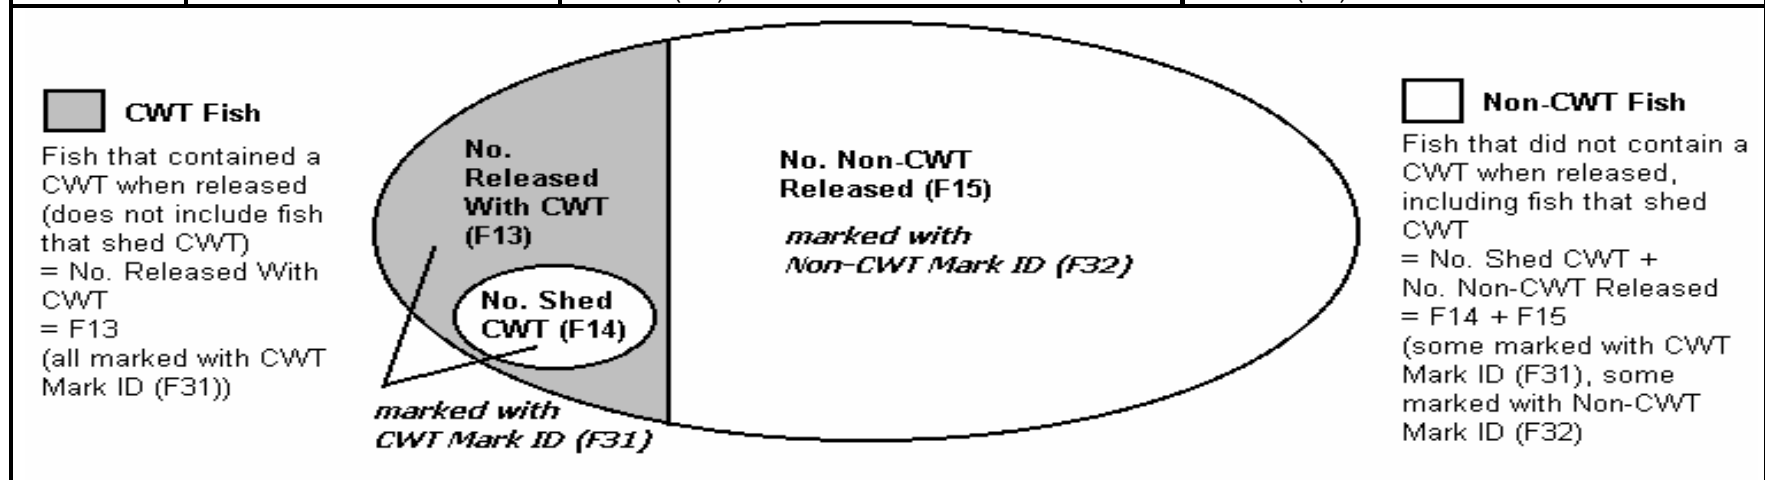 CWT Fish
Fish that contained a
CWT when released
(does not include fish
that shed CWT)
= No. Released With
CWT
= F13
(all marked with CWT
Mark ID (F31))
No.
Released
With CWT
(F13)
No. Shed
CWT (F14)
marked with
CWT Mark ID (F31)
No. Non-CWT
Released (F15)
marked with
Non-CWT Mark ID (F32)
Non-CWT Fish
Fish that did not contain a
CWT when released,
including fish that shed
CWT
= No. Shed CWT +
No. Non-CWT Released
= F14 + F15
(some marked with CWT
Mark ID (F31), some
marked with Non-CWT
Mark ID (F32)